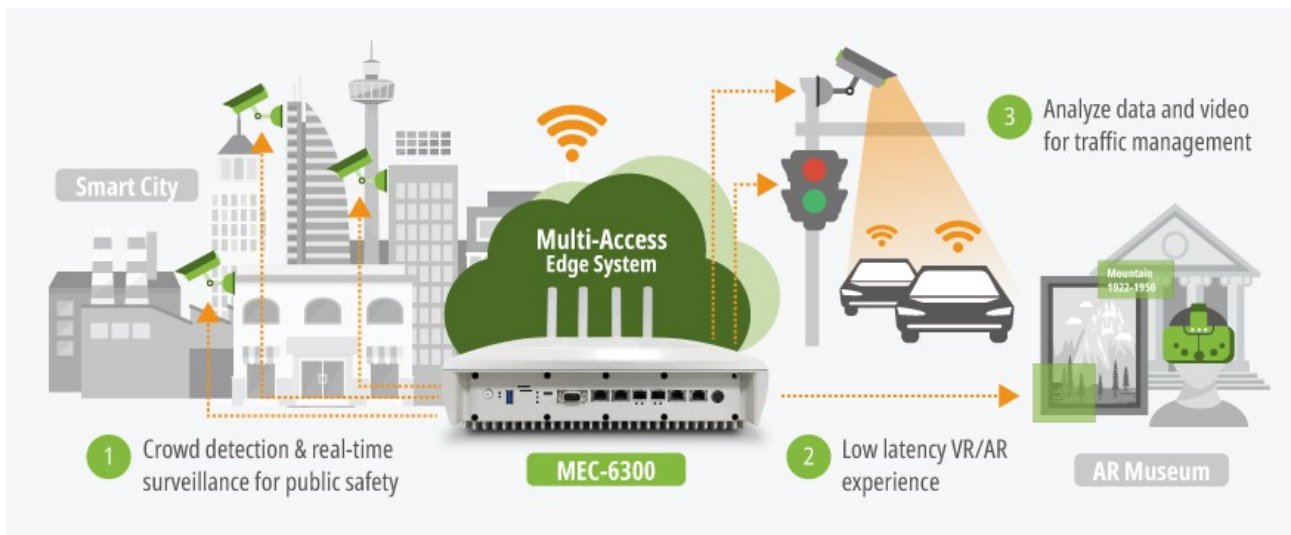 Smart City
Multi-Access
Edge System
3
Analyze data and video
for traffic management
Mountain
1922-1950
1
Crowd detection & real-time
surveillance for public safety
MEC-6300
2
Low latency VR/AR
experience
AR Museum